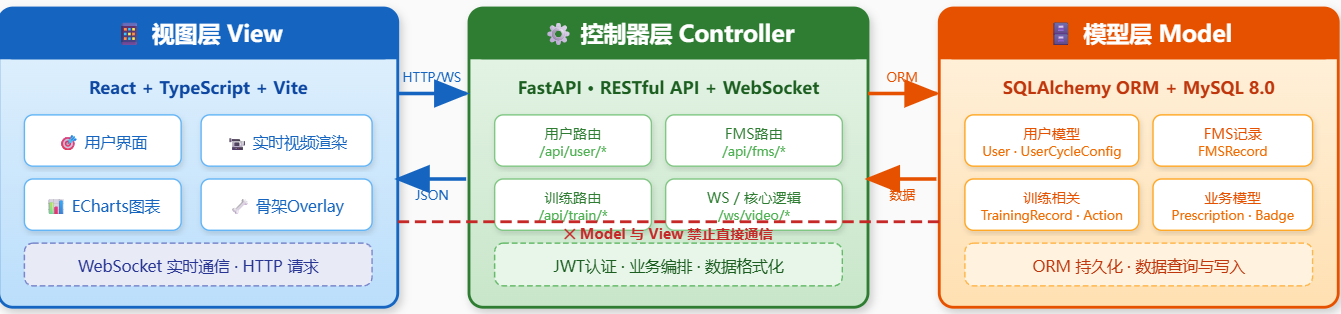 视图层 View
React + TypeScript + Vite
用户界面
实时视频渲染
ECharts图表
骨架Overlay
WebSocket 实时通信 · HTTP 请求
HTTP/WS
JSON
控制器层 Controller
FastAPI · RESTful API + WebSocket
用户路由
/api/user/*
FMS路由
/api/fms/*
训练路由
/api/train/*
WS / 核心逻辑
/ws/video/*
× Model 与 View 禁止直接通信
JWT认证 · 业务编排 · 数据格式化
ORM
数据
模型层 Model
SQLAlchemy ORM + MySQL 8.0
用户模型
User · UserCycleConfig
FMS记录
FMSRecord
训练相关
TrainingRecord · Action
业务模型
Prescription · Badge
ORM 持久化 · 数据查询与写入